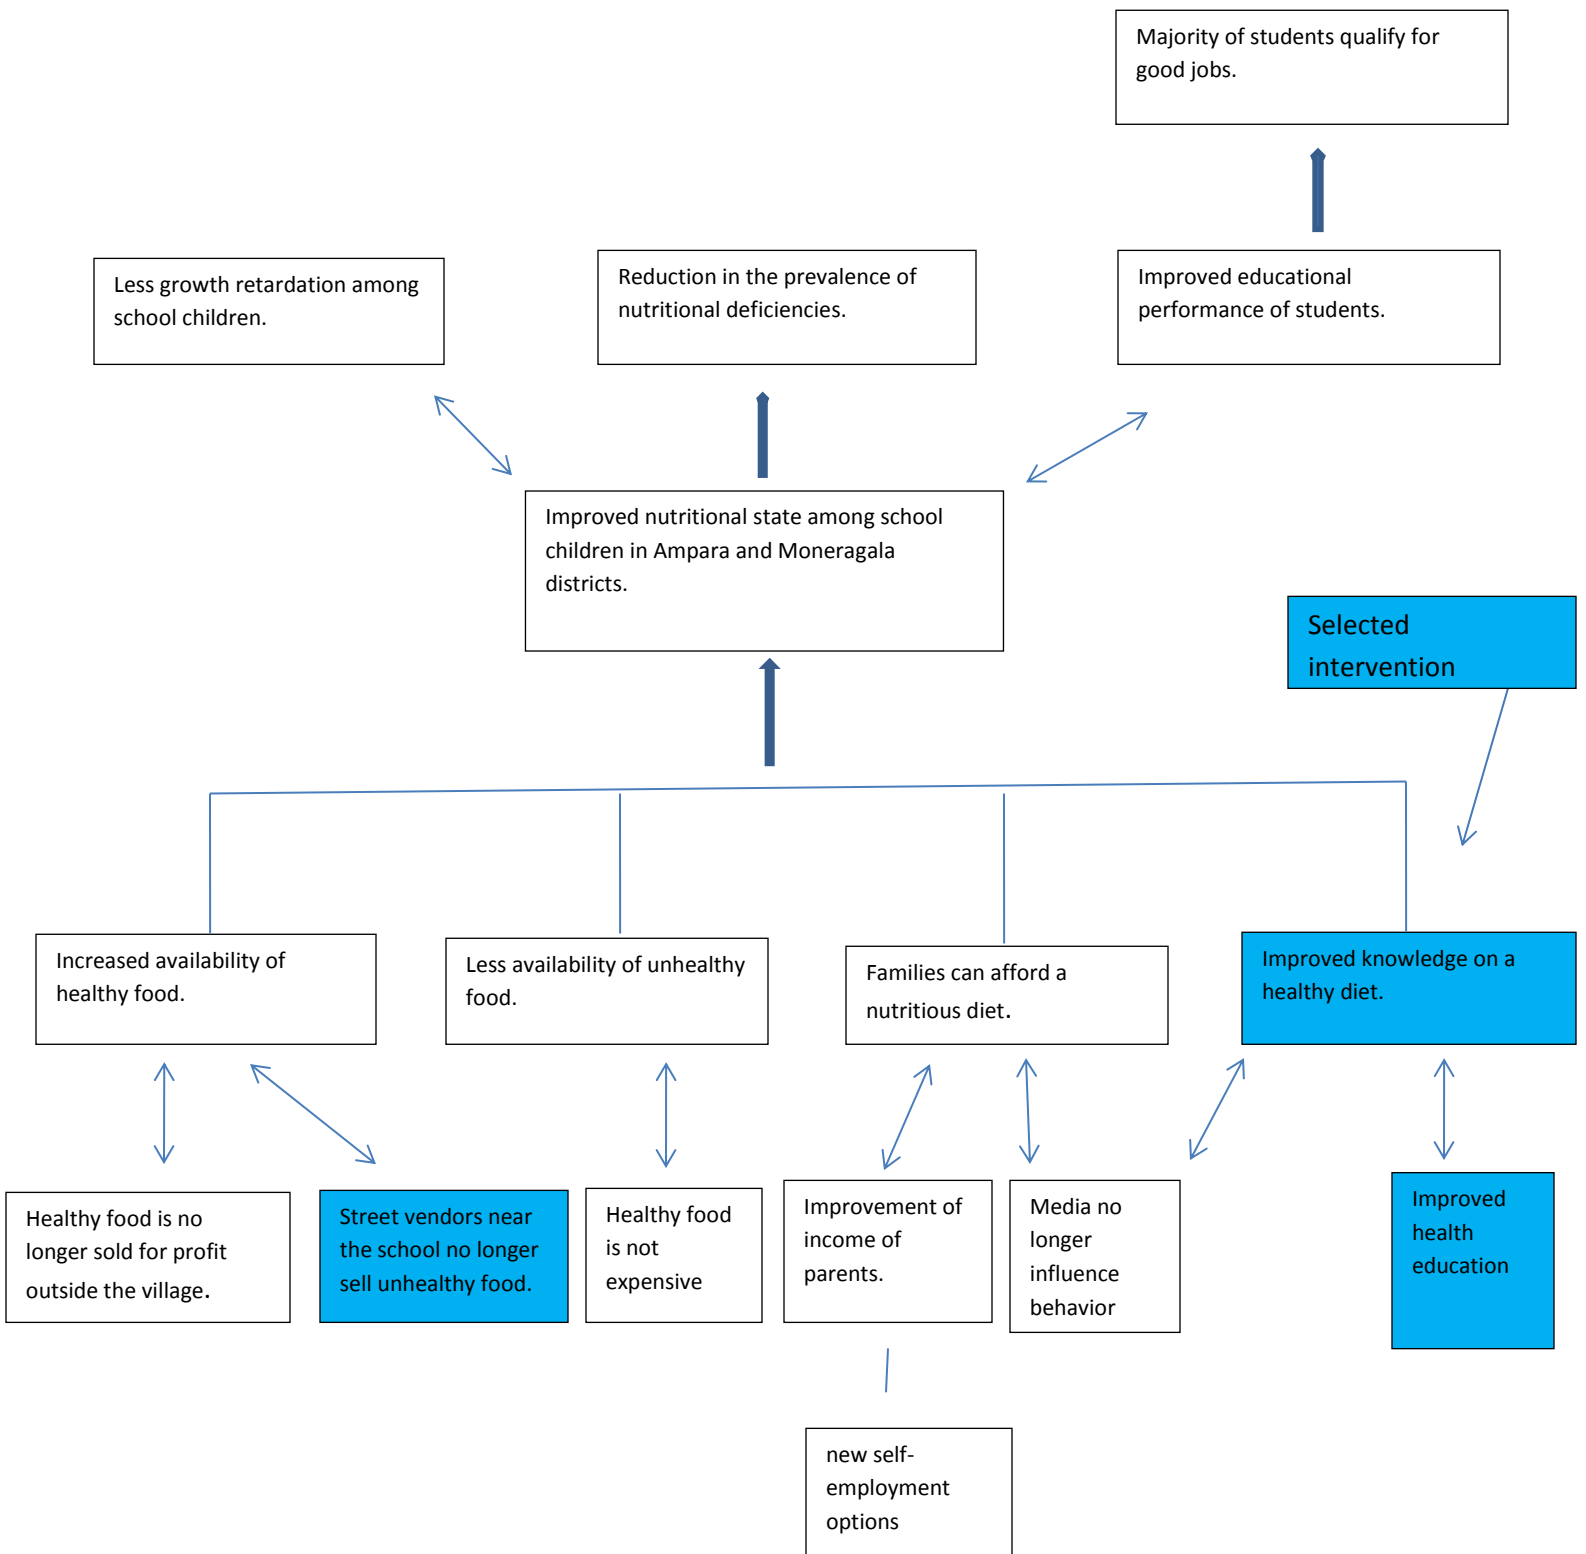 Majority of students qualify for
good jobs.
Less growth retardation among
school children.
Reduction in the prevalence of
nutritional deficiencies.
Improved educational
performance of students.
Improved nutritional state among school
children in Ampara and Moneragala
districts.
Selected
intervention
Increased availability of
healthy food.
Less availability of unhealthy
food.
Families can afford a
nutritious diet.
Improved knowledge on a
healthy diet.
Healthy food is no
longer sold for profit
outside the village.
Street vendors near
the school no longer
sell unhealthy food.
Healthy food
is not
expensive
Improvement of
income of
parents.
Media no
longer
influence
behavior
Improved
health
education
new self-
employment
options